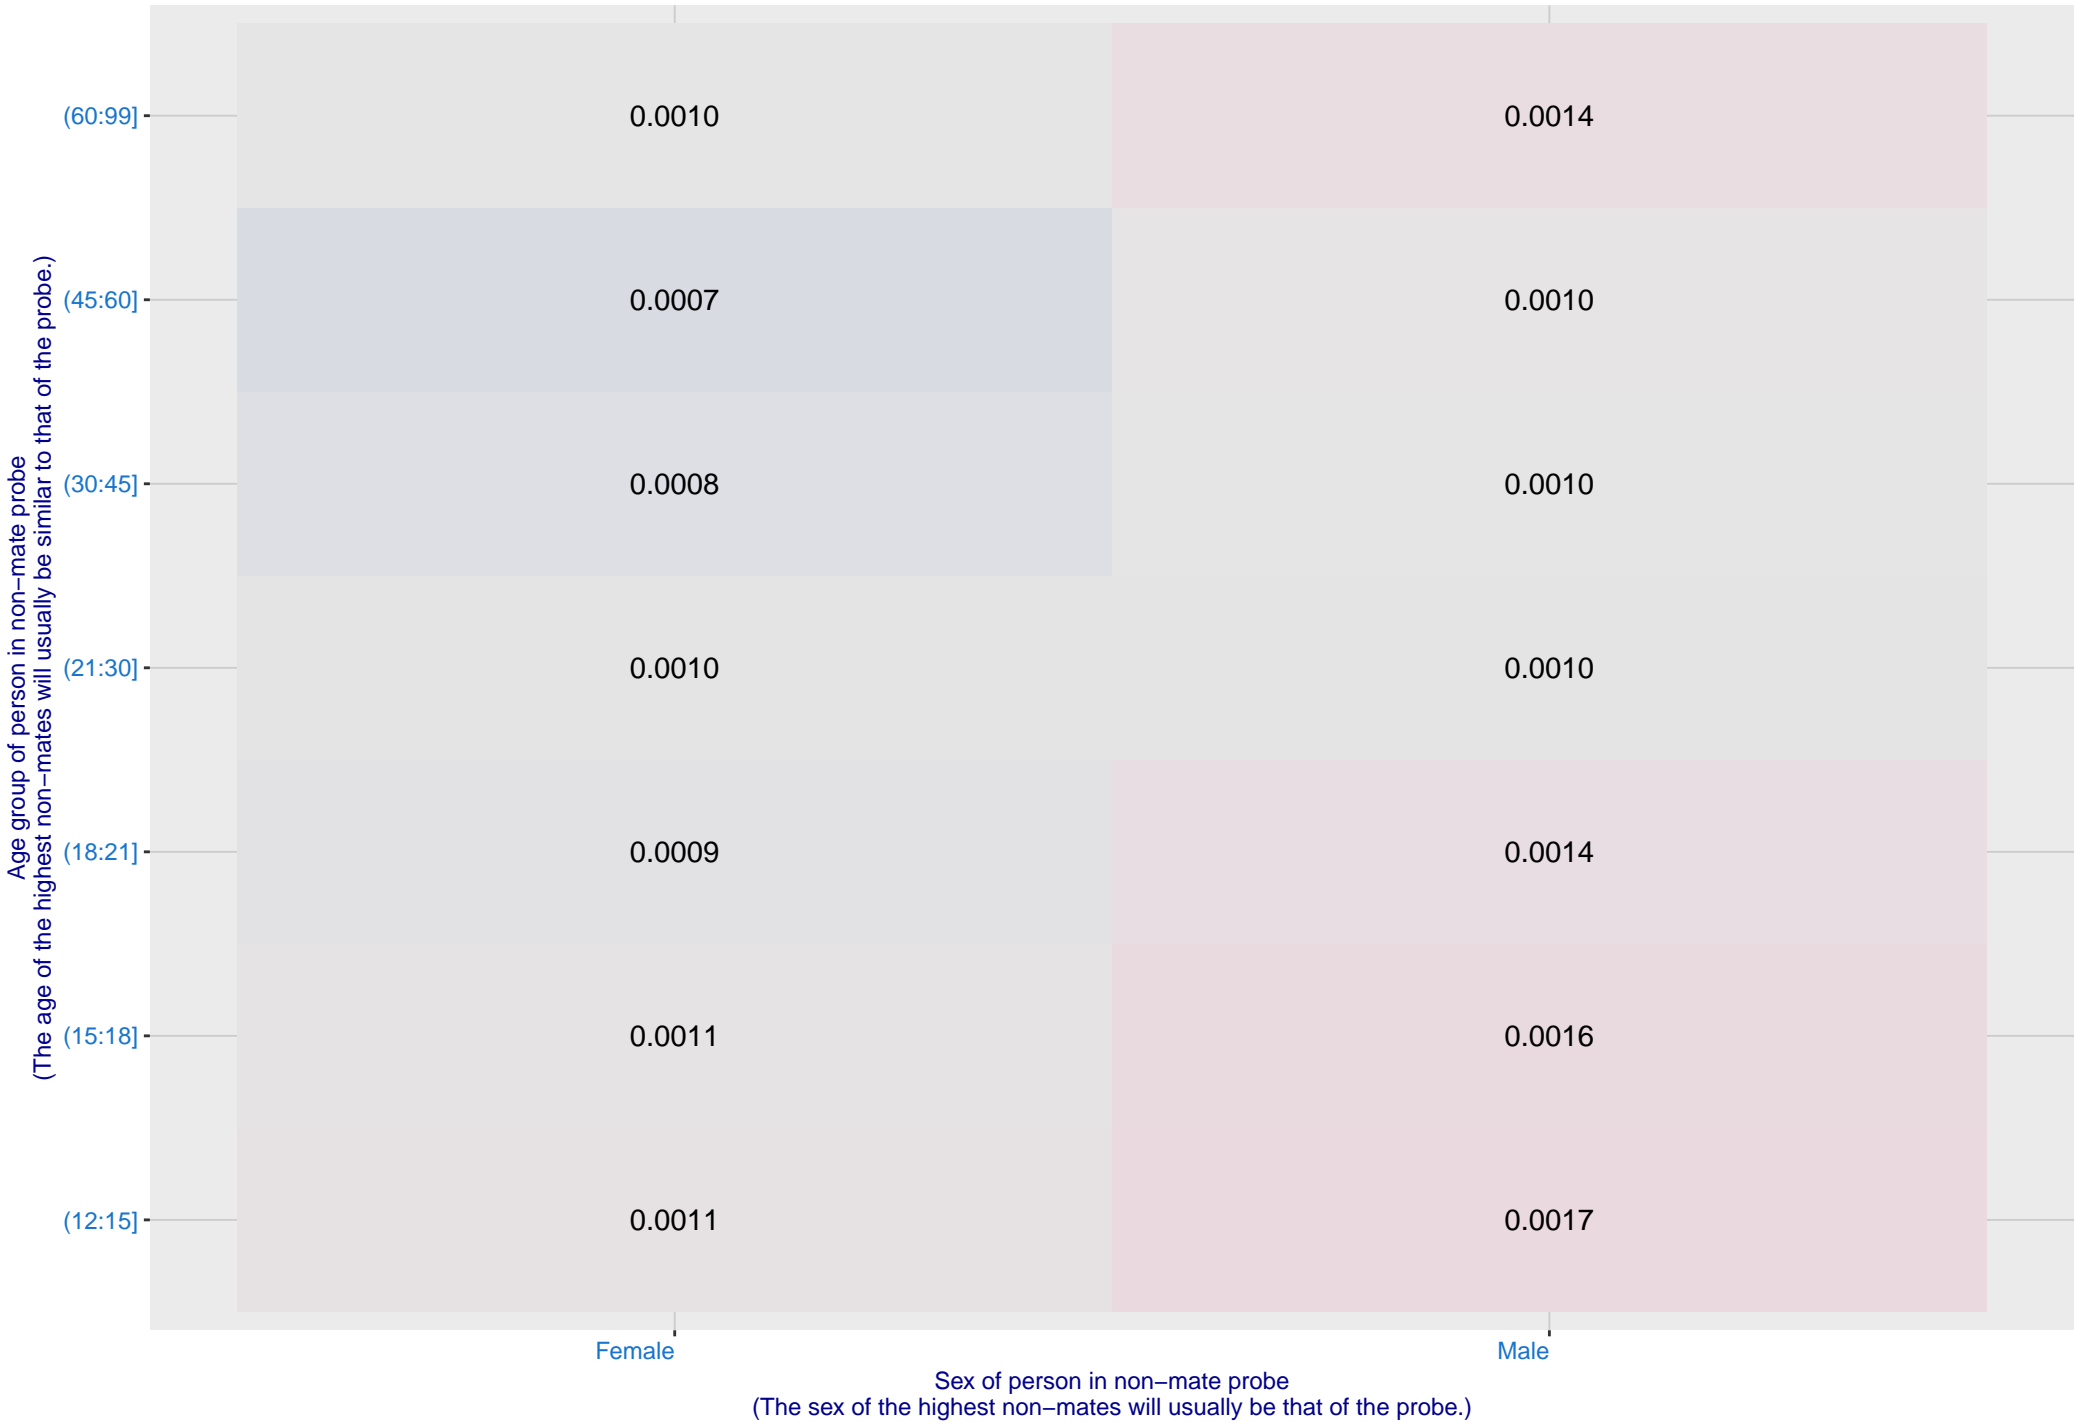 Age group of person in non−mate probe
(The age of the highest non−mates will usually be similar to that of the probe.)
(60:99] 0.0010 0.0014
(45:60] 0.0007 0.0010
(30:45] 0.0008 0.0010
(21:30] 0.0010 0.0010
(18:21] 0.0009 0.0014
(15:18] 0.0011 0.0016
(12:15] 0.0011 0.0017
Female Male
Sex of person in non−mate probe
(The sex of the highest non−mates will usually be that of the probe.)